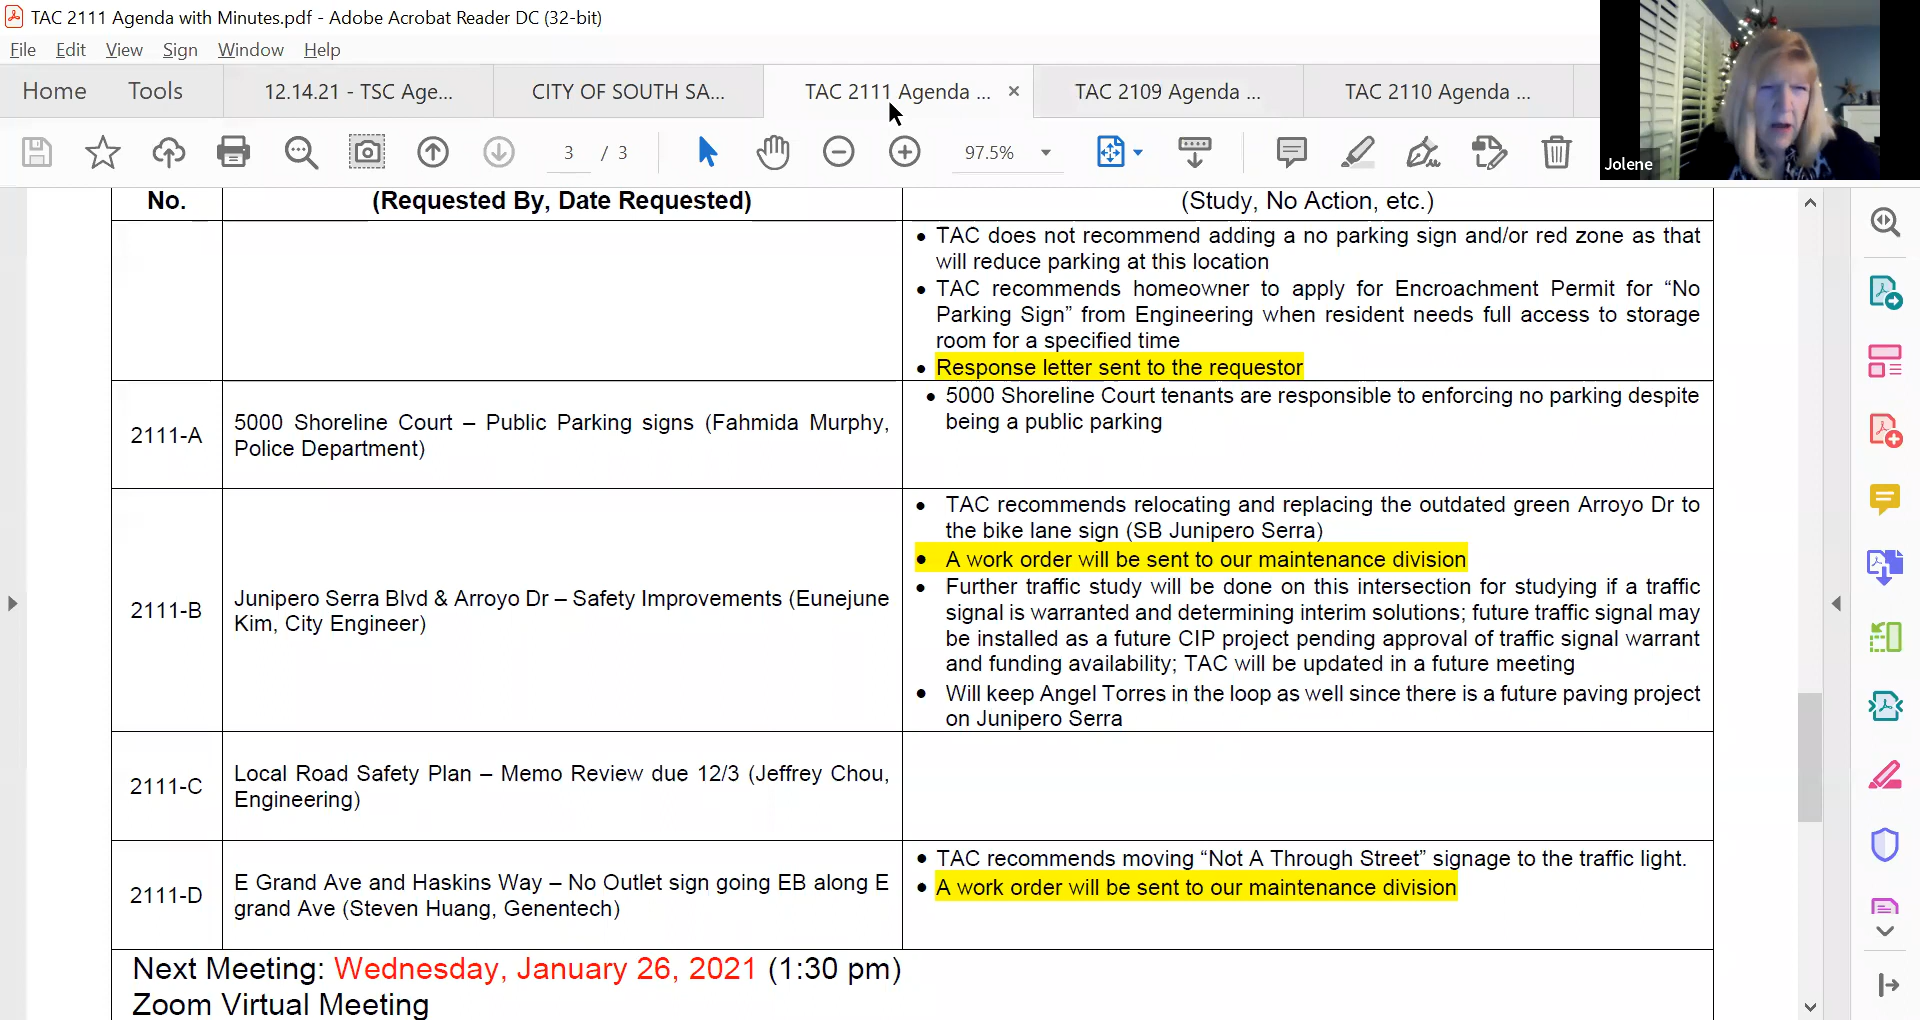 TAC 2111 Agenda with Minutes.pdf - Adobe Acrobat Reader DC (32-bit)
File Edit View Sign Window Help
Home Tools 12.14.21 - TSC Age... CITY OF SOUTH SA... TAC 2111 Agenda ... × TAC 2109 Agenda ... TAC 2110 Agenda ...
3 / 3 97.5%
Jolene
No. (Requested By, Date Requested) (Study, No Action, etc.)
• TAC does not recommend adding a no parking sign and/or red zone as that
will reduce parking at this location
• TAC recommends homeowner to apply for Encroachment Permit for “No
Parking Sign” from Engineering when resident needs full access to storage
room for a specified time
• Response letter sent to the requestor
2111-A
5000 Shoreline Court – Public Parking signs (Fahmida Murphy,
Police Department)
• 5000 Shoreline Court tenants are responsible to enforcing no parking despite
being a public parking
2111-B
Junipero Serra Blvd & Arroyo Dr – Safety Improvements (Eunejune
Kim, City Engineer)
• TAC recommends relocating and replacing the outdated green Arroyo Dr to
the bike lane sign (SB Junipero Serra)
• A work order will be sent to our maintenance division
• Further traffic study will be done on this intersection for studying if a traffic
signal is warranted and determining interim solutions; future traffic signal may
be installed as a future CIP project pending approval of traffic signal warrant
and funding availability; TAC will be updated in a future meeting
• Will keep Angel Torres in the loop as well since there is a future paving project
on Junipero Serra
2111-C
Local Road Safety Plan – Memo Review due 12/3 (Jeffrey Chou,
Engineering)
2111-D
E Grand Ave and Haskins Way – No Outlet sign going EB along E
grand Ave (Steven Huang, Genentech)
• TAC recommends moving “Not A Through Street” signage to the traffic light.
• A work order will be sent to our maintenance division
Next Meeting: Wednesday, January 26, 2021 (1:30 pm)
Zoom Virtual Meeting